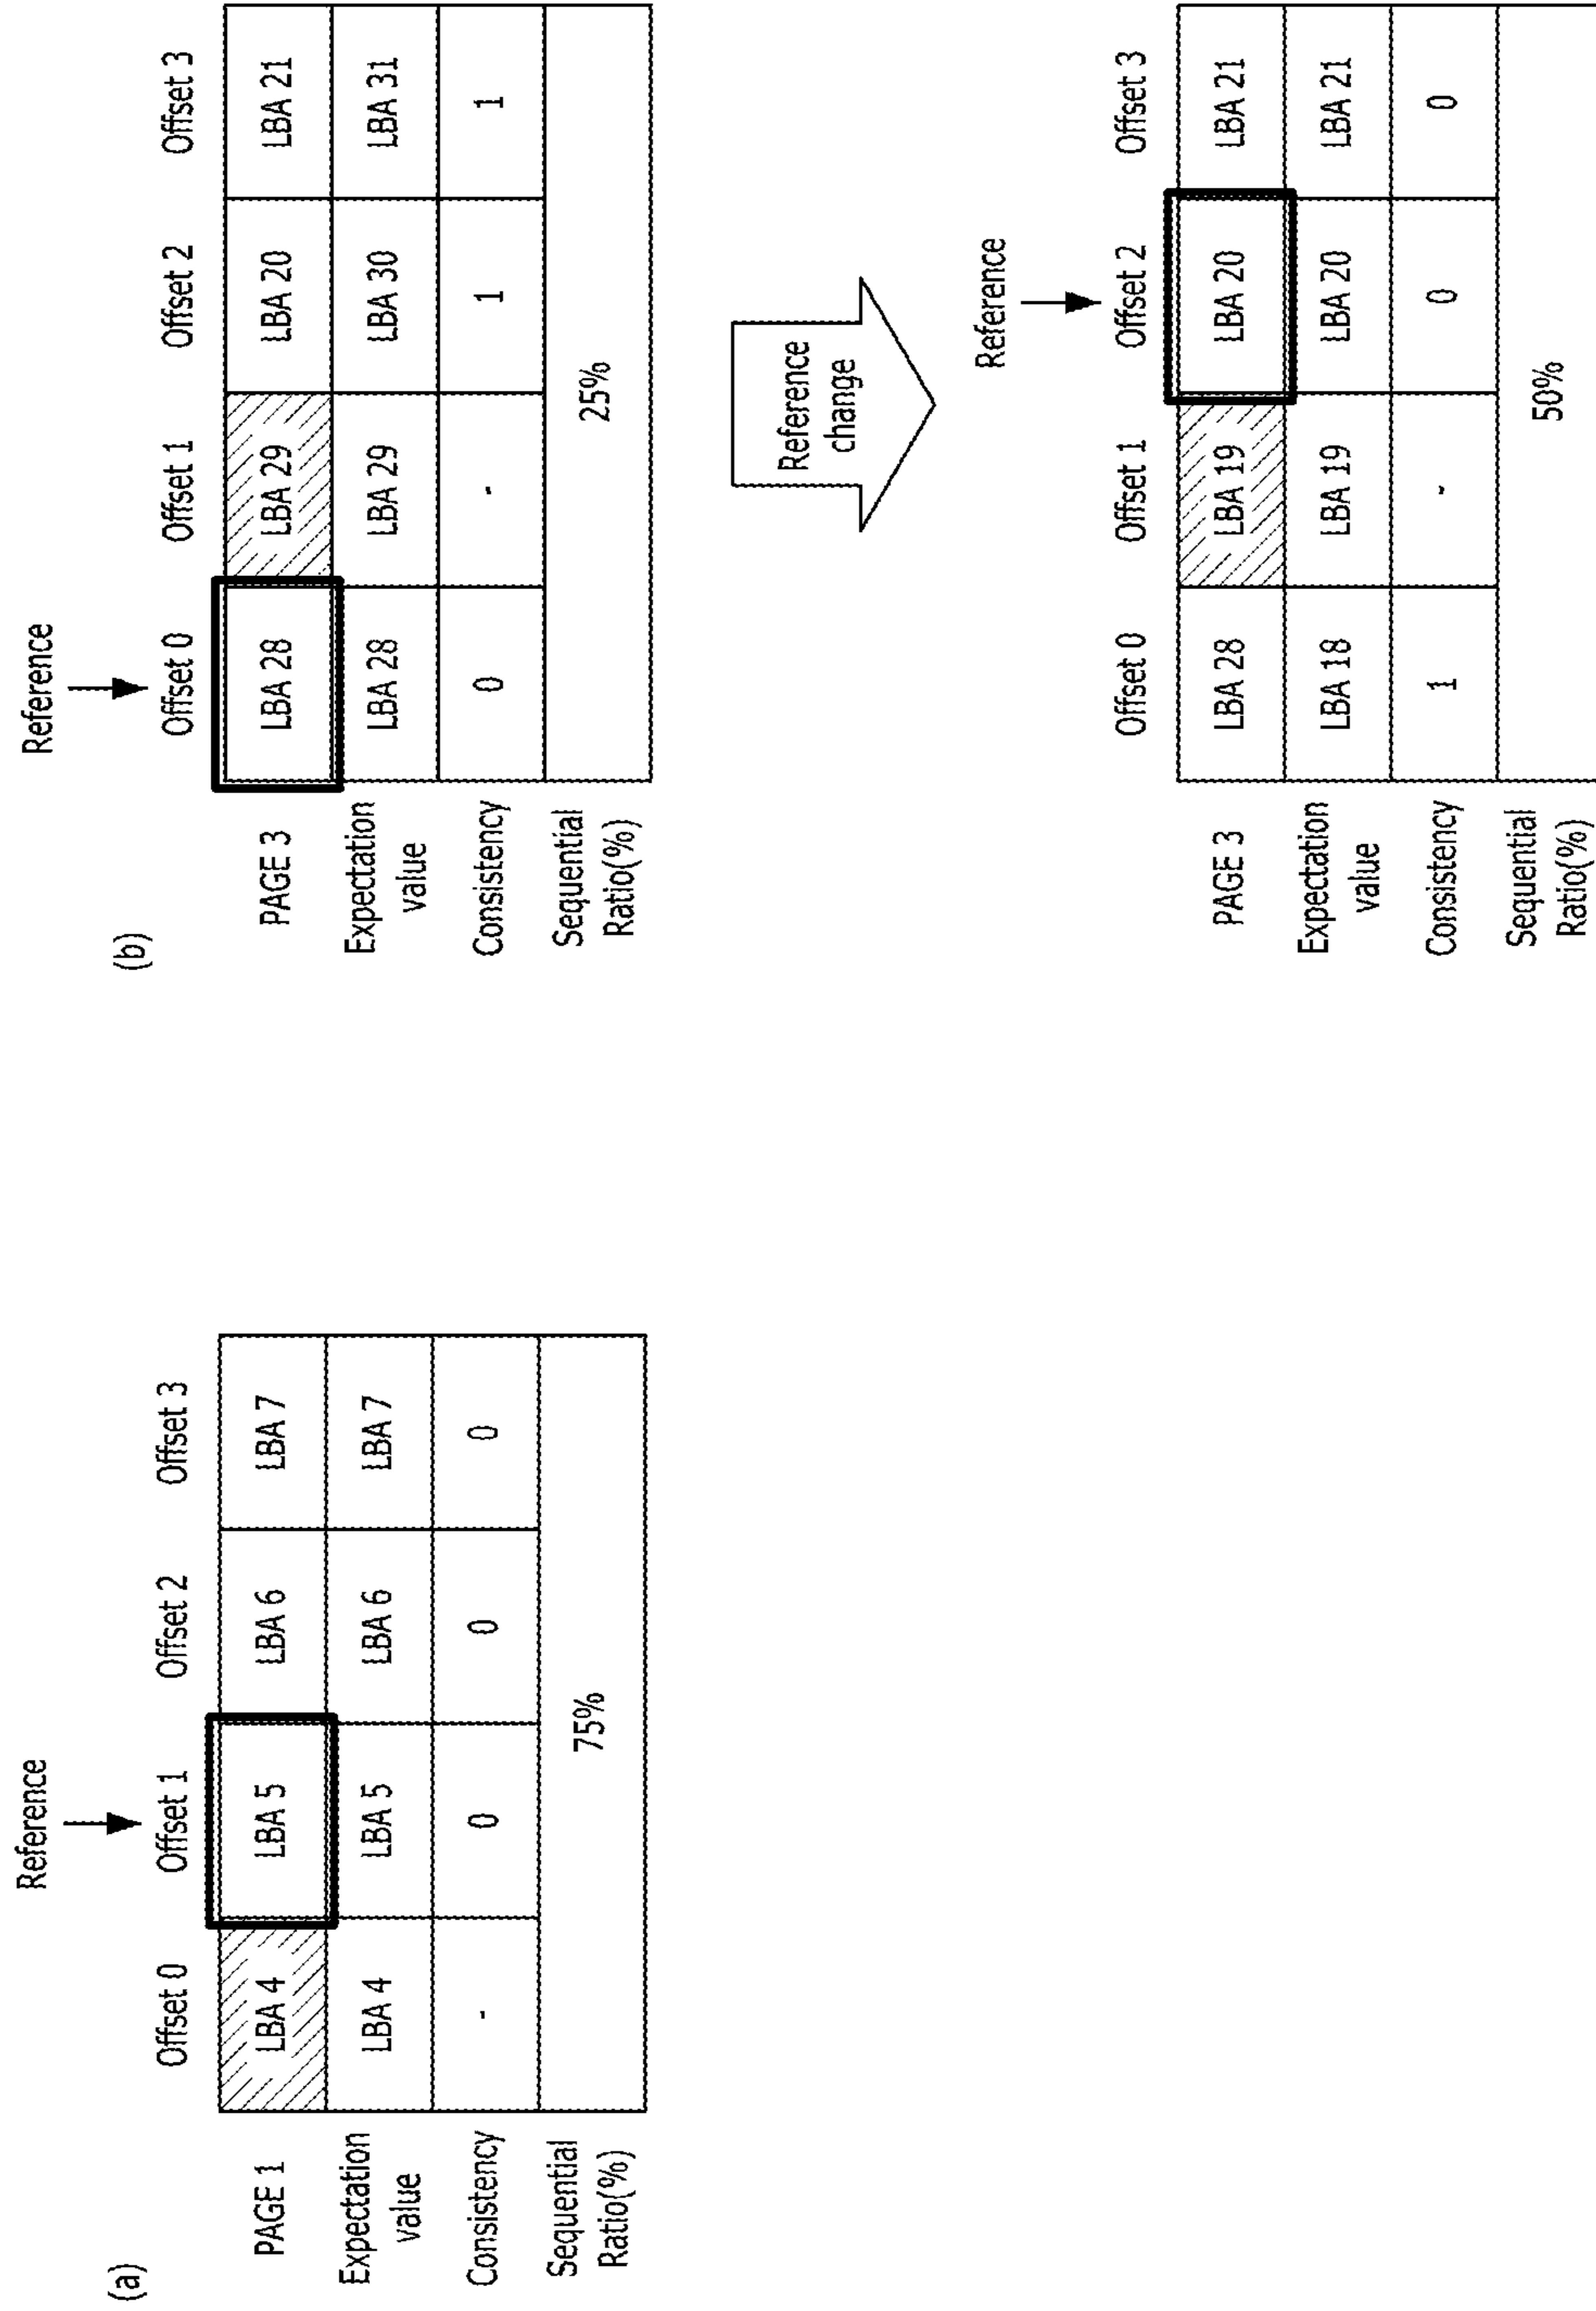 (a)
Reference
Offset 0 Offset 1 Offset 2 Offset 3
PAGE 1 LBA 4 LBA 5 LBA 6 LBA 7
Expectation
value LBA 4 LBA 5 LBA 6 LBA 7
Consistency - 0 0 0
Sequential
Ratio(%) 75%
(b)
Reference
Offset 0 Offset 1 Offset 2 Offset 3
PAGE 3 LBA 28 LBA 29 LBA 20 LBA 21
Expectation
value LBA 28 LBA 29 LBA 30 LBA 31
Consistency 0 - 1 1
Sequential
Ratio(%) 25%
Reference
change
Reference
Offset 0 Offset 1 Offset 2 Offset 3
PAGE 3 LBA 28 LBA 19 LBA 20 LBA 21
Expectation
value LBA 18 LBA 19 LBA 20 LBA 21
Consistency 1 - 0 0
Sequential
Ratio(%) 50%